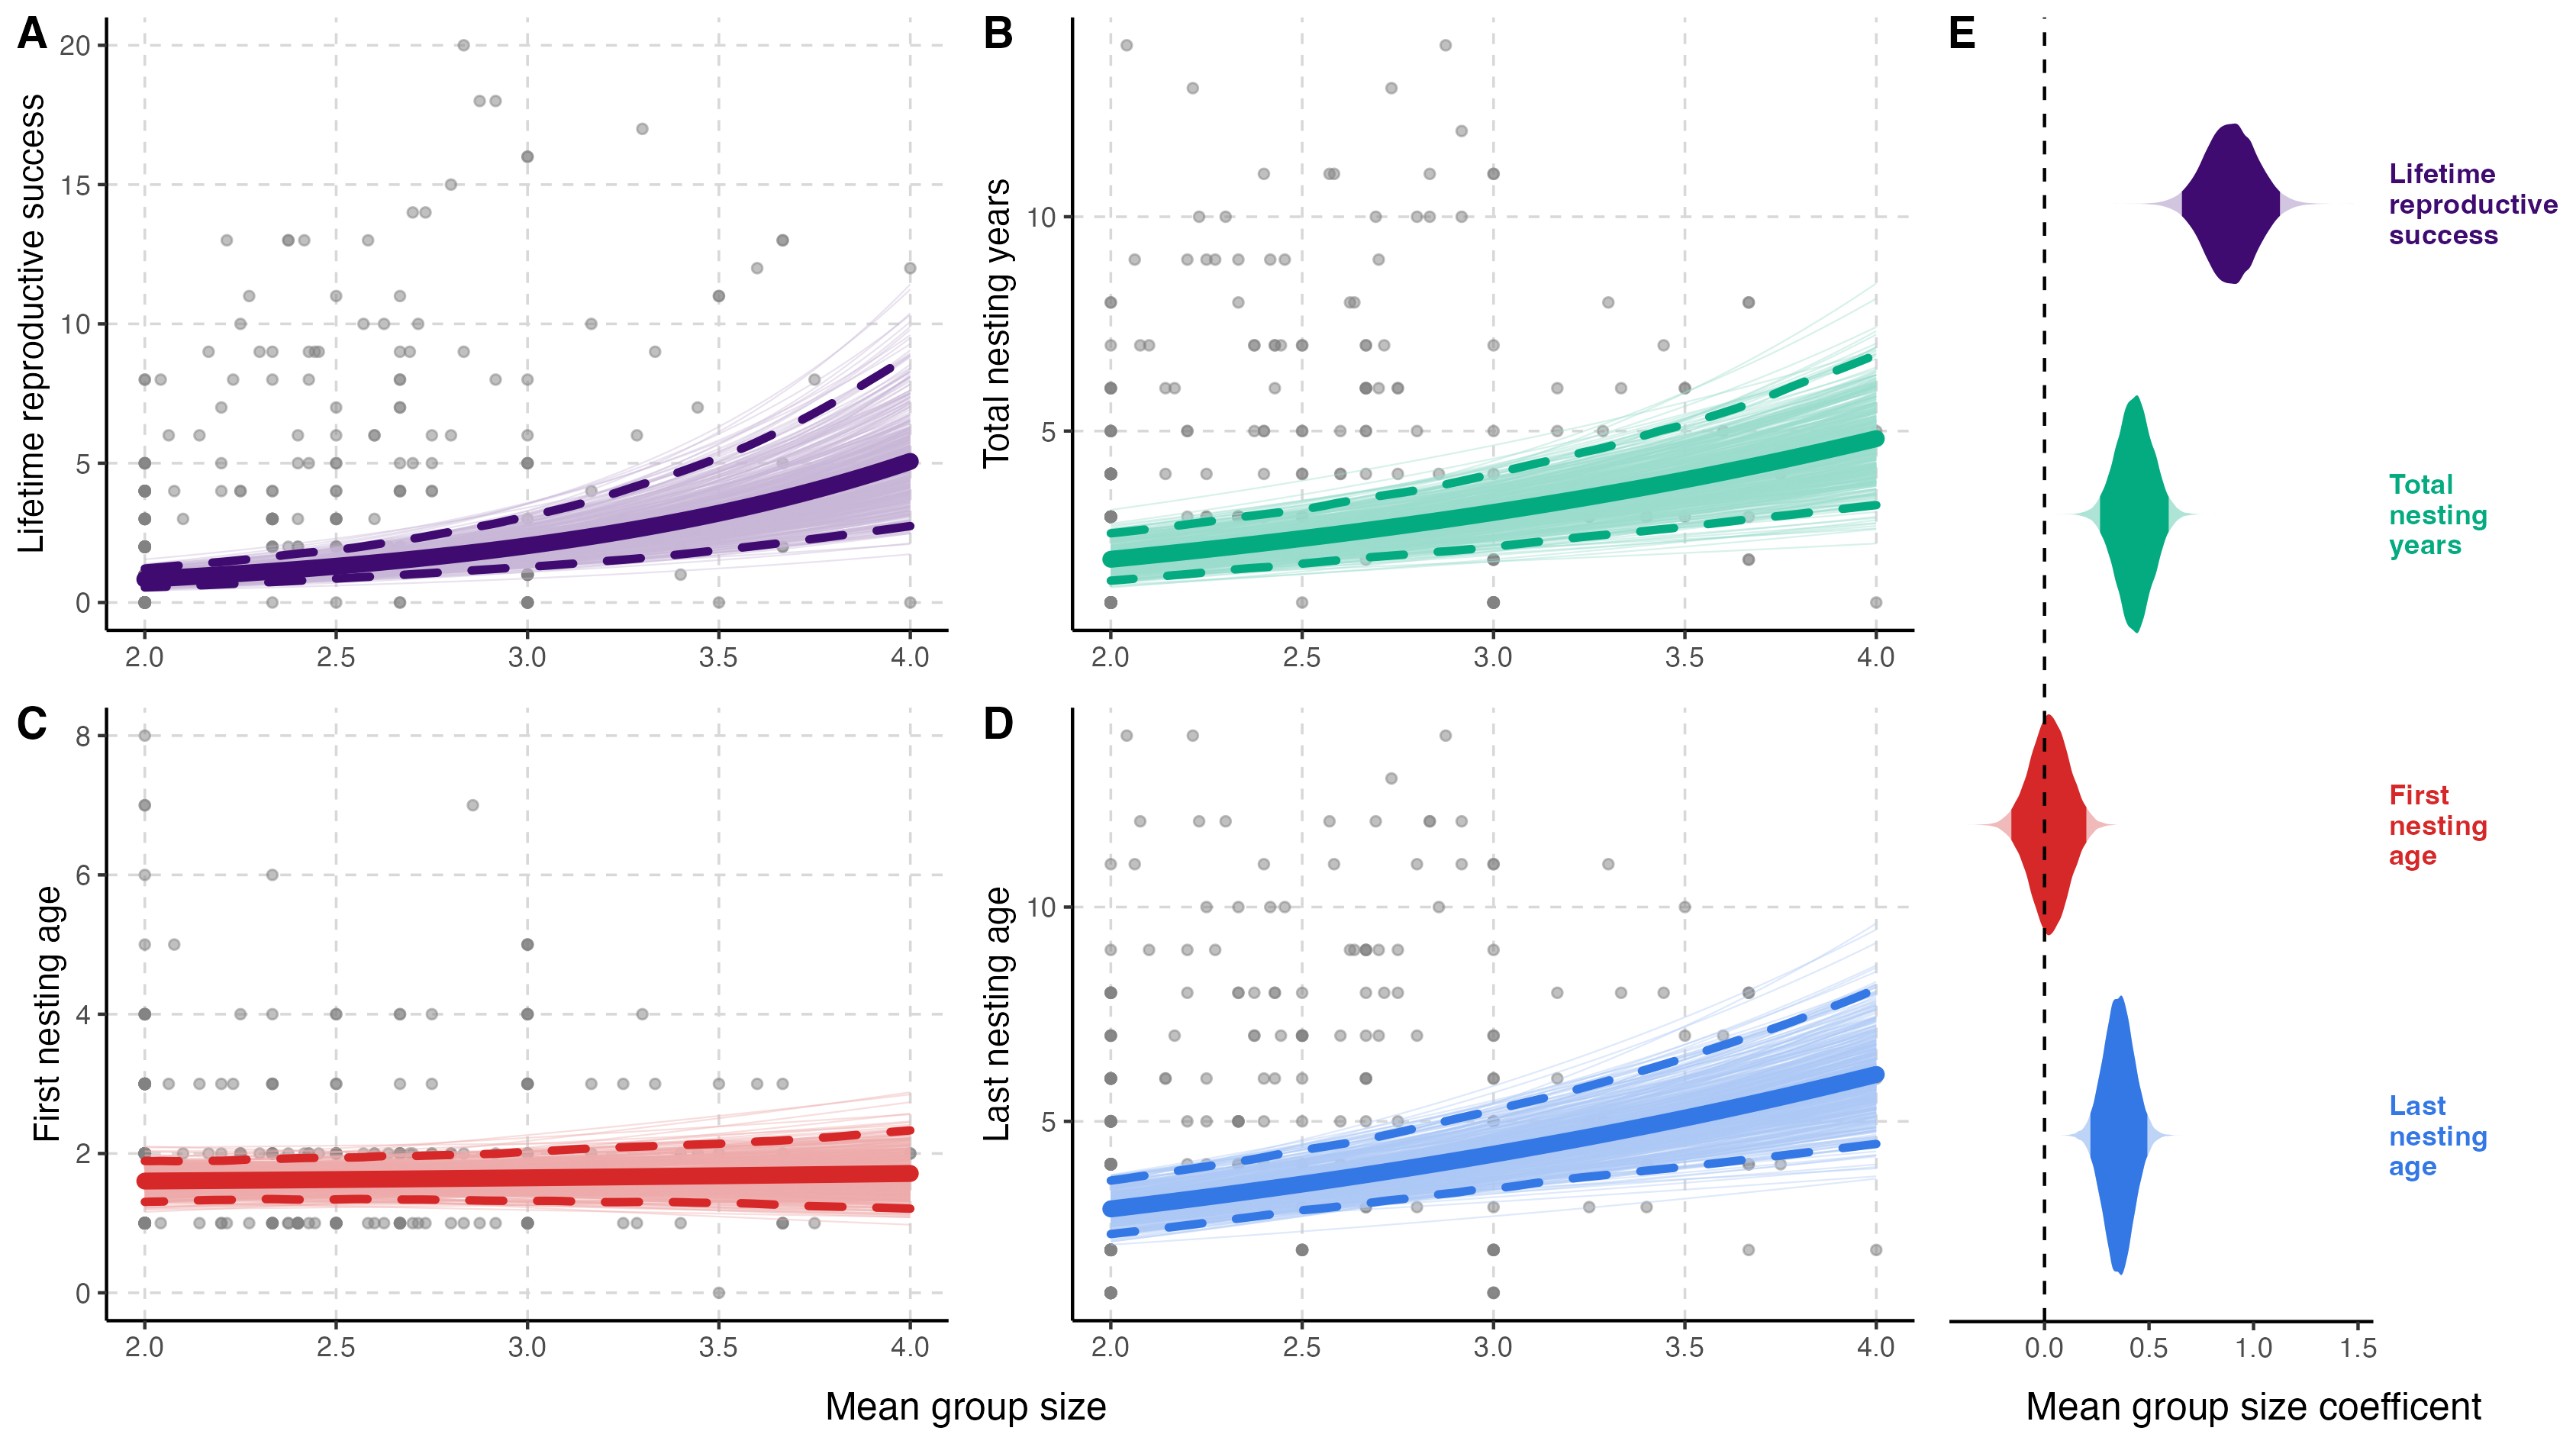 A
Lifetime reproductive success
20
15
10
5
0
2.0 2.5 3.0 3.5 4.0
B
Total nesting years
10
5
2.0 2.5 3.0 3.5 4.0
C
First nesting age
8
6
4
2
0
2.0 2.5 3.0 3.5 4.0
D
Last nesting age
10
5
2.0 2.5 3.0 3.5 4.0
Mean group size
E
Lifetime
reproductive
success
Total
nesting
years
First
nesting
age
Last
nesting
age
0.0 0.5 1.0 1.5
Mean group size coefficent